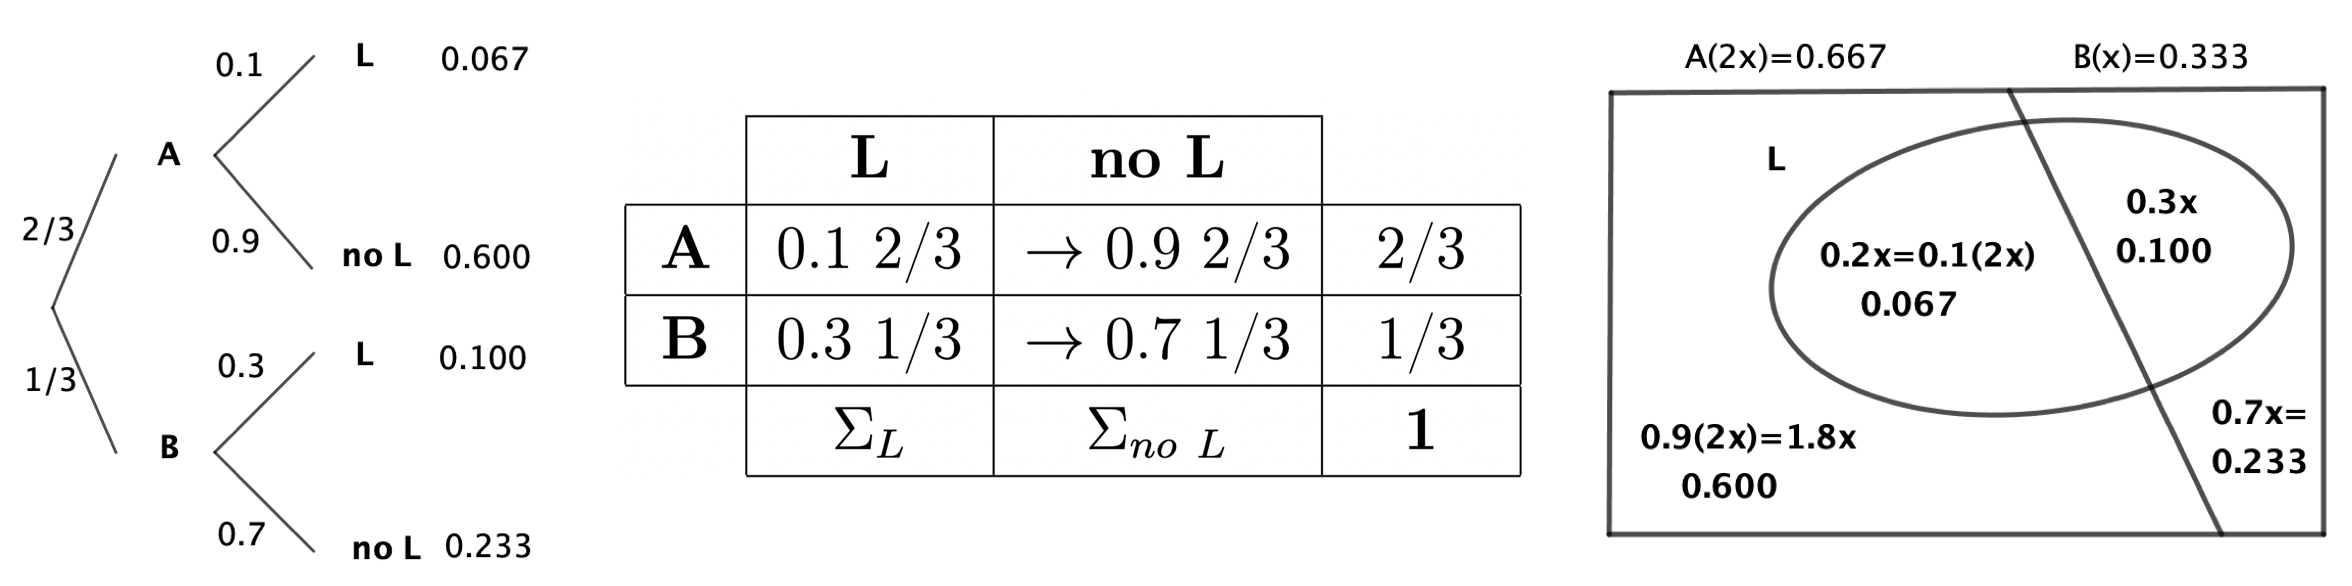 0.1 L 0.067
A
2/3
0.9 no L 0.600
1/3
0.3 L 0.100
B
0.7 no L 0.233
L no L
A 0.1 2/3 → 0.9 2/3 2/3
B 0.3 1/3 → 0.7 1/3 1/3
Σ_L Σ_{no L} 1
A(2x)=0.667 B(x)=0.333
L
0.3x
0.100
0.2x=0.1(2x)
0.067
0.9(2x)=1.8x
0.600
0.7x=
0.233